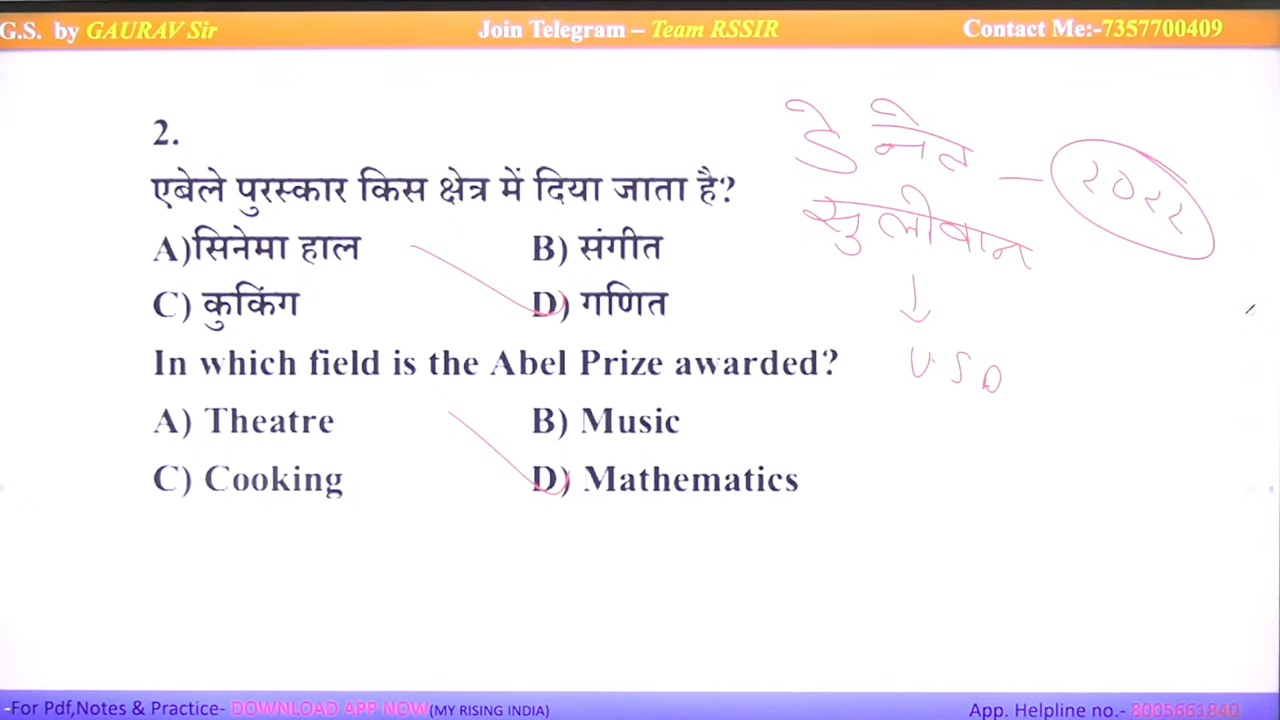 G.S. by GAURAV Sir
Join Telegram – Team RSSIR
Contact Me:-7357700409
2.
एबेले पुरस्कार किस क्षेत्र में दिया जाता है?
A)सिनेमा हाल B) संगीत
C) कुकिंग D) गणित
In which field is the Abel Prize awarded?
A) Theatre B) Music
C) Cooking D) Mathematics
डेनैत – २०२२
सुलीबान
↓
U.S.A
-For Pdf,Notes & Practice- DOWNLOAD APP NOW(MY RISING INDIA)
App. Helpline no.- 8005661840